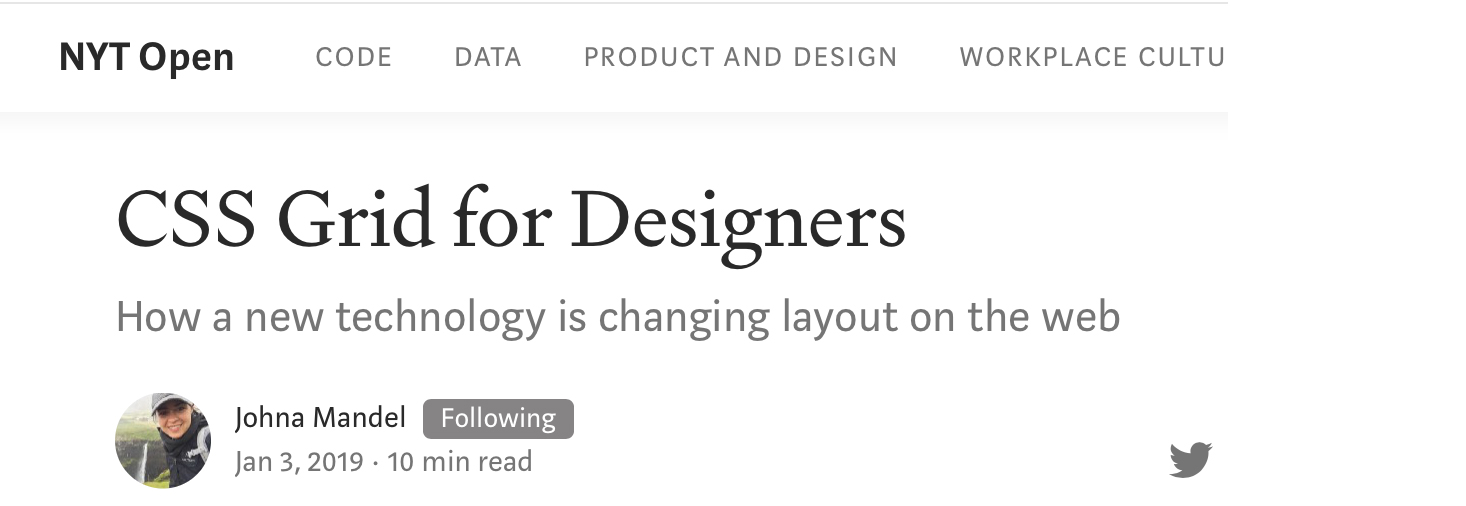 NYT Open CODE DATA PRODUCT AND DESIGN WORKPLACE CULTU
CSS Grid for Designers
How a new technology is changing layout on the web
Johna Mandel Following
Jan 3, 2019 · 10 min read